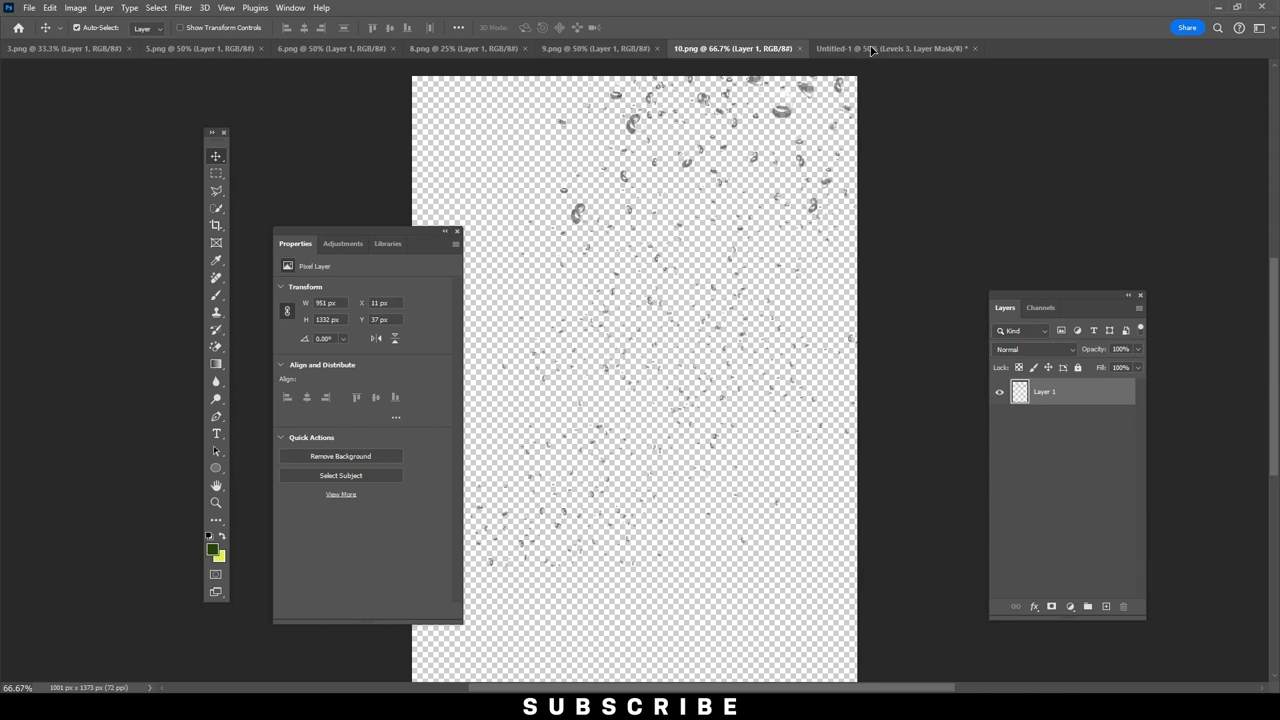 Ps File Edit Image Layer Type Select Filter 3D View Plugins Window Help
Auto-Select: Layer Show Transform Controls 3D Mode: Share
3.png @ 33.3% (Layer 1, RGB/8#) × 5.png @ 50% (Layer 1, RGB/8#) × 6.png @ 50% (Layer 1, RGB/8#) × 8.png @ 25% (Layer 1, RGB/8#) × 9.png @ 50% (Layer 1, RGB/8#) × 10.png @ 66.7% (Layer 1, RGB/8#) × Untitled-1 @ (Levels 3, Layer Mask/8) * ×
Properties Adjustments Libraries
Pixel Layer
Transform
W 951 px X 11 px
H 1332 px Y 37 px
0.00°
Align and Distribute
Align:
Quick Actions
Remove Background
Select Subject
View More
Layers Channels
Kind
Normal Opacity: 100%
Lock: Fill: 100%
Layer 1
66.67% 1001 px x 1373 px (72 ppi)
SUBSCRIBE